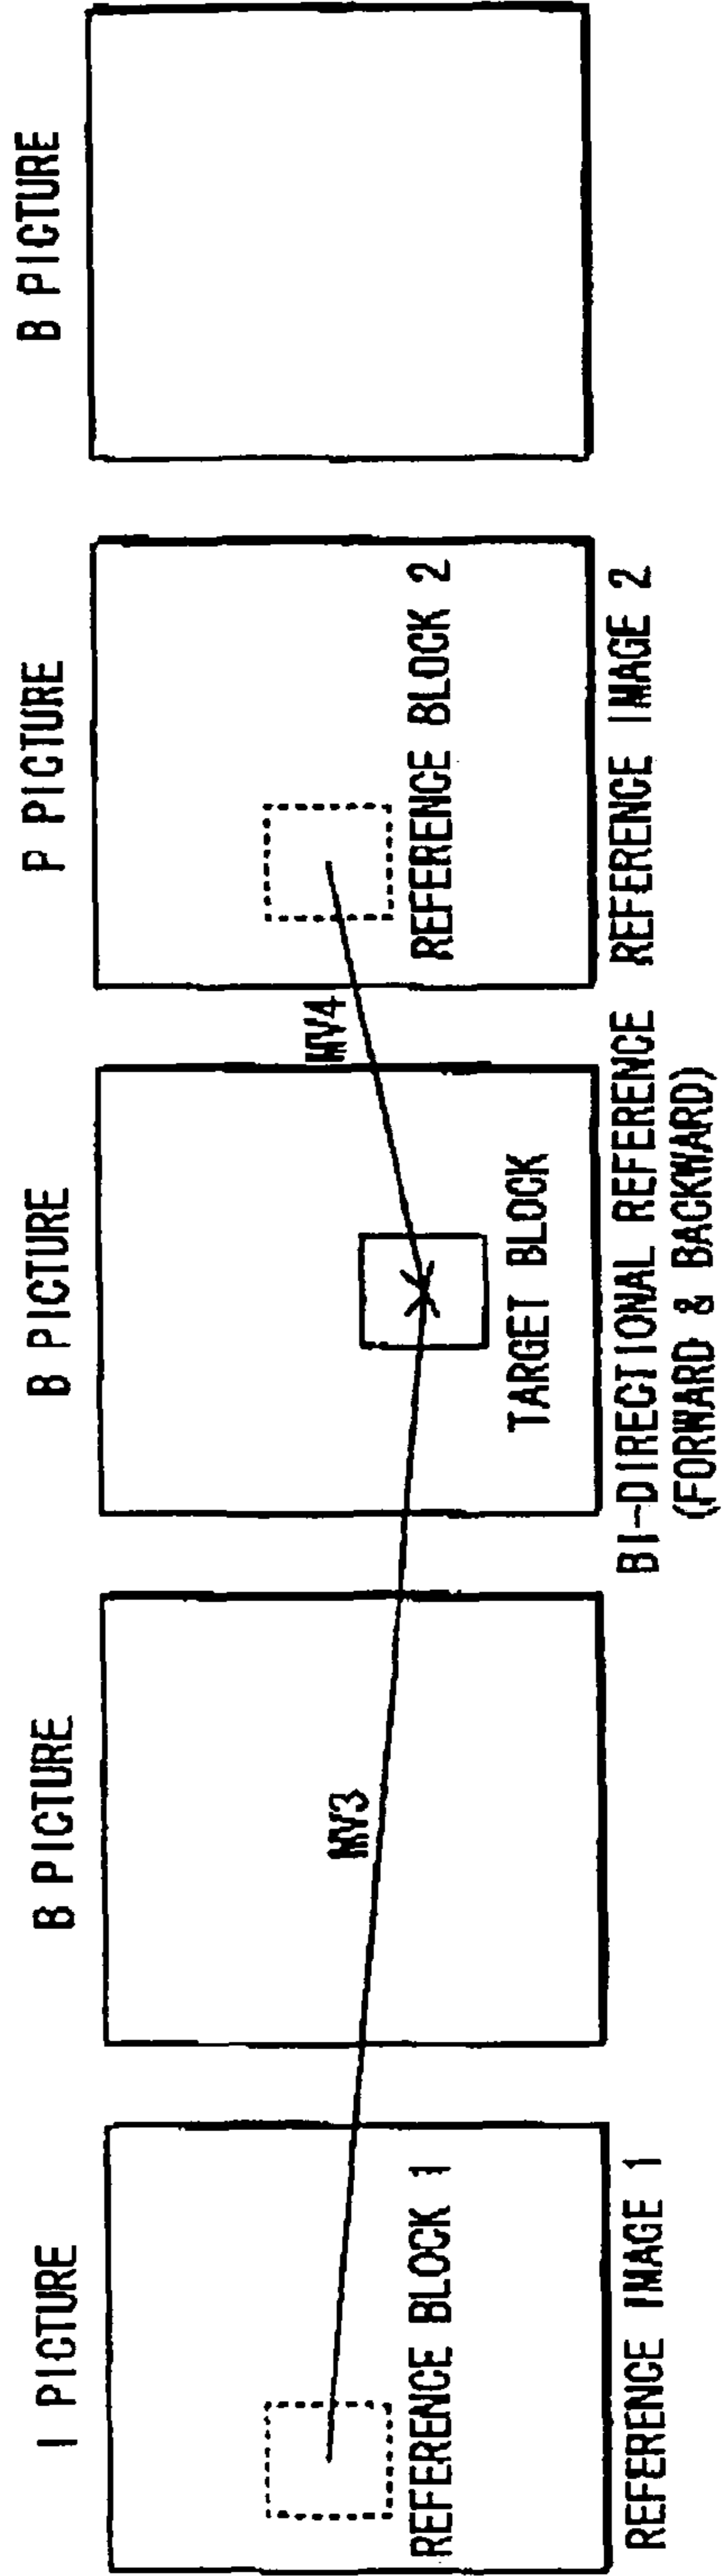 I PICTURE
B PICTURE
B PICTURE
P PICTURE
B PICTURE
MV3
MV4
REFERENCE BLOCK 1
TARGET BLOCK
REFERENCE BLOCK 2
REFERENCE IMAGE 1
BI-DIRECTIONAL REFERENCE
(FORWARD & BACKWARD)
REFERENCE IMAGE 2